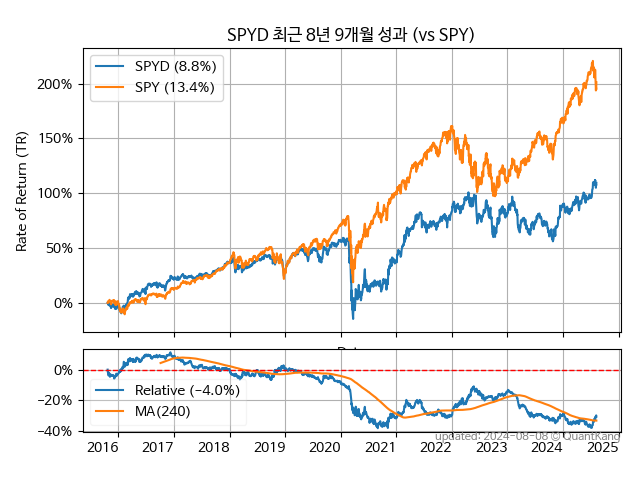 SPYD 최근 8년 9개월 성과 (vs SPY)
SPYD (8.8%)
SPY (13.4%)
Rate of Return (TR)
200%
150%
100%
50%
0%
Relative (−4.0%)
MA(240)
0%
−20%
−40%
updated: 2024-08-08 © QuantKang
2016 2017 2018 2019 2020 2021 2022 2023 2024 2025